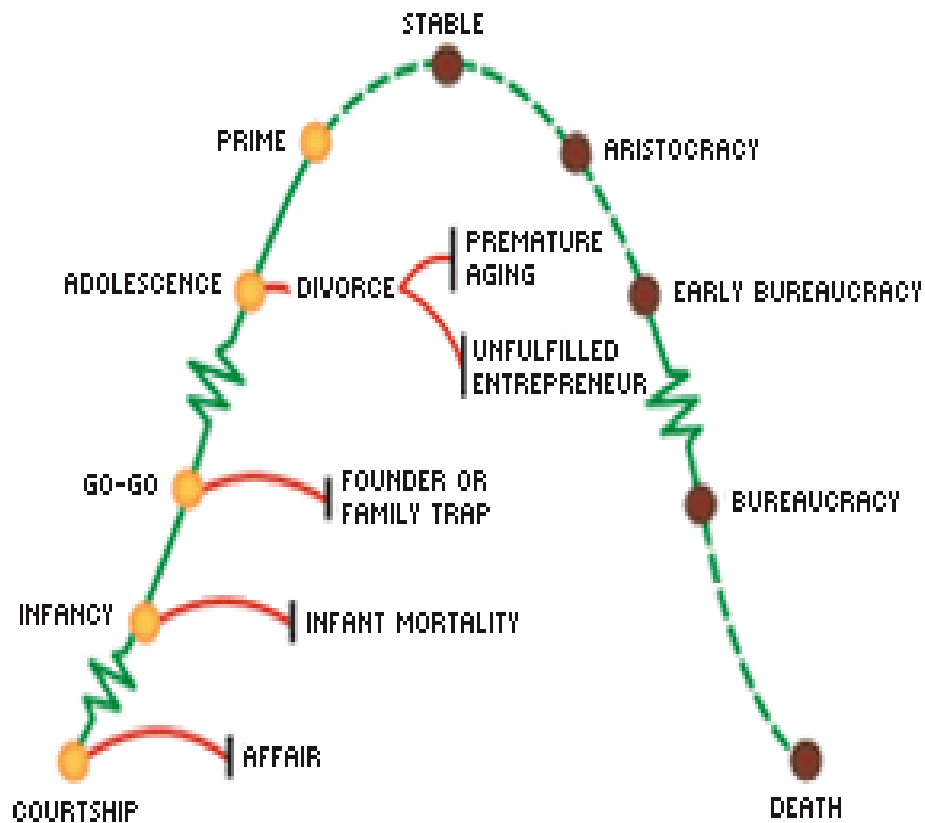 STABLE
PRIME
ARISTOCRACY
PREMATURE
AGING
ADOLESCENCE
DIVORCE
EARLY BUREAUCRACY
UNFULFILLED
ENTREPRENEUR
GO-GO
FOUNDER OR
FAMILY TRAP
BUREAUCRACY
INFANCY
INFANT MORTALITY
AFFAIR
COURTSHIP
DEATH